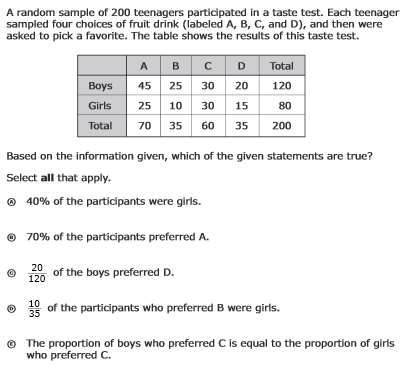 A random sample of 200 teenagers participated in a taste test. Each teenager
sampled four choices of fruit drink (labeled A, B, C, and D), and then were
asked to pick a favorite. The table shows the results of this taste test.
A B C D Total
Boys 45 25 30 20 120
Girls 25 10 30 15 80
Total 70 35 60 35 200
Based on the information given, which of the given statements are true?
Select all that apply.
Ⓐ 40% of the participants were girls.
Ⓑ 70% of the participants preferred A.
Ⓒ 20/120 of the boys preferred D.
Ⓓ 10/35 of the participants who preferred B were girls.
Ⓔ The proportion of boys who preferred C is equal to the proportion of girls
who preferred C.